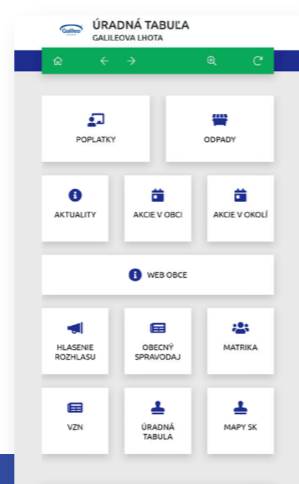 Galileo
ÚRADNÁ TABUĽA
GALILEOVA LHOTA
POPLATKY
ODPADY
AKTUALITY
AKCIE V OBCI
AKCIE V OKOLÍ
WEB OBCE
HLASENIE
ROZHLASU
OBECNÝ
SPRAVODAJ
MATRIKA
VZN
ÚRADNÁ
TABULA
MAPY SK